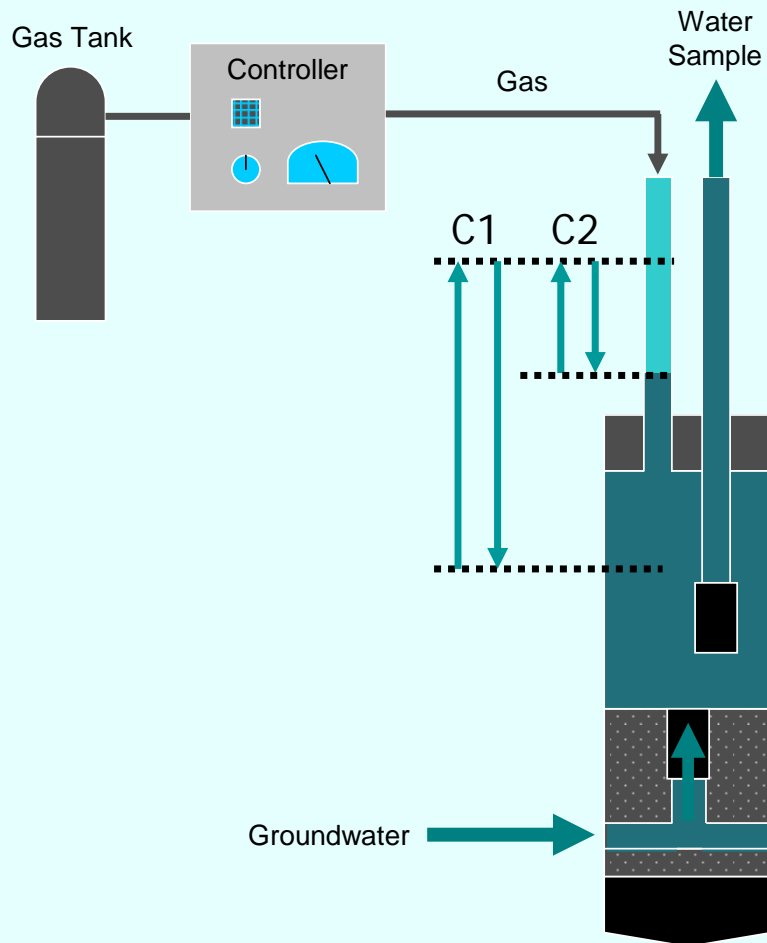 Gas Tank
Controller
Gas
Water
Sample
C1
C2
Groundwater